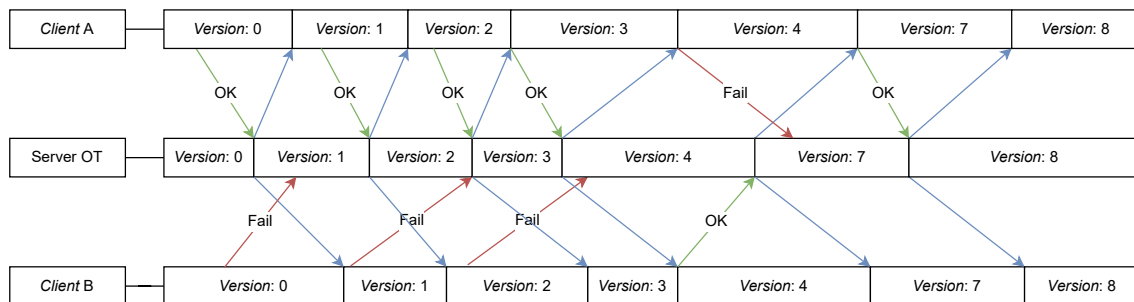 Client A
Version: 0
Version: 1
Version: 2
Version: 3
Version: 4
Version: 7
Version: 8
OK
OK
OK
OK
Fail
OK
Server OT
Version: 0
Version: 1
Version: 2
Version: 3
Version: 4
Version: 7
Version: 8
Fail
Fail
Fail
OK
Client B
Version: 0
Version: 1
Version: 2
Version: 3
Version: 4
Version: 7
Version: 8